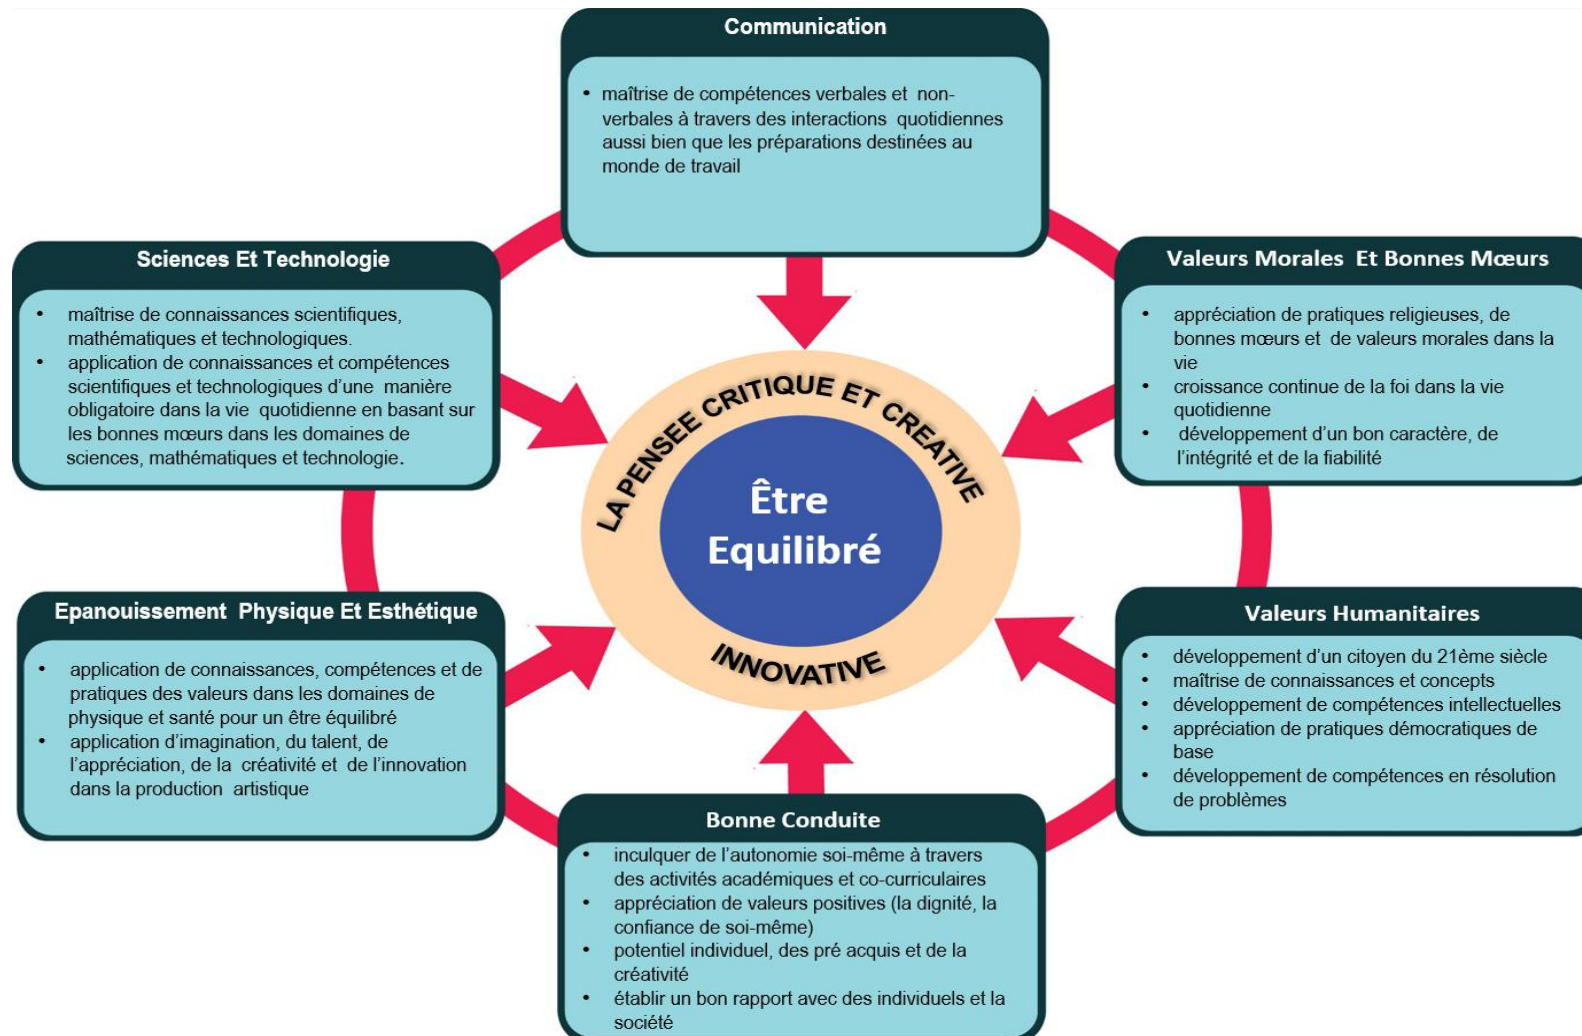 Communication
• maîtrise de compétences verbales et non-
verbales à travers des interactions quotidiennes
aussi bien que les préparations destinées au
monde de travail
Sciences Et Technologie
• maîtrise de connaissances scientifiques,
mathématiques et technologiques.
• application de connaissances et compétences
scientifiques et technologiques d'une manière
obligatoire dans la vie quotidienne en basant sur
les bonnes mœurs dans les domaines de
sciences, mathématiques et technologie.
Valeurs Morales Et Bonnes Mœurs
• appréciation de pratiques religieuses, de
bonnes mœurs et de valeurs morales dans la
vie
• croissance continue de la foi dans la vie
quotidienne
• développement d'un bon caractère, de
l'intégrité et de la fiabilité
LA PENSEE CRITIQUE ET CREATIVE
Être
Equilibré
INNOVATIVE
Epanouissement Physique Et Esthétique
• application de connaissances, compétences et de
pratiques des valeurs dans les domaines de
physique et santé pour un être équilibré
• application d'imagination, du talent, de
l'appréciation, de la créativité et de l'innovation
dans la production artistique
Valeurs Humanitaires
• développement d'un citoyen du 21ème siècle
• maîtrise de connaissances et concepts
• développement de compétences intellectuelles
• appréciation de pratiques démocratiques de
base
• développement de compétences en résolution
de problèmes
Bonne Conduite
• inculquer de l'autonomie soi-même à travers
des activités académiques et co-curriculaires
• appréciation de valeurs positives (la dignité, la
confiance de soi-même)
• potentiel individuel, des pré acquis et de la
créativité
• établir un bon rapport avec des individuels et la
société